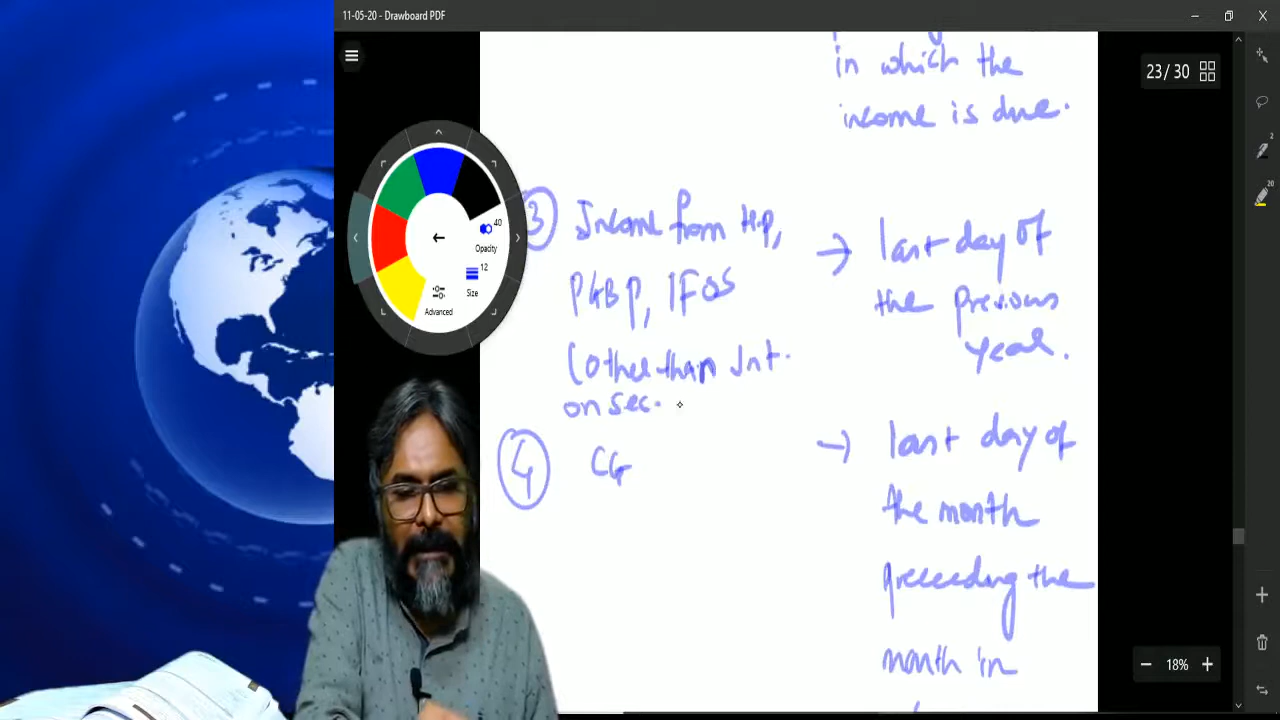 11-05-20 - Drawboard PDF
23 / 30
in which the
income is due.
40
Opacity
12
Size
Advanced
3 Income from H.P,
PGBP, IFOS
(other than Int.
on sec.
→ last day of
the previous
year.
4 CG
→ last day of
the month
preceeding the
month in
2
20
18%